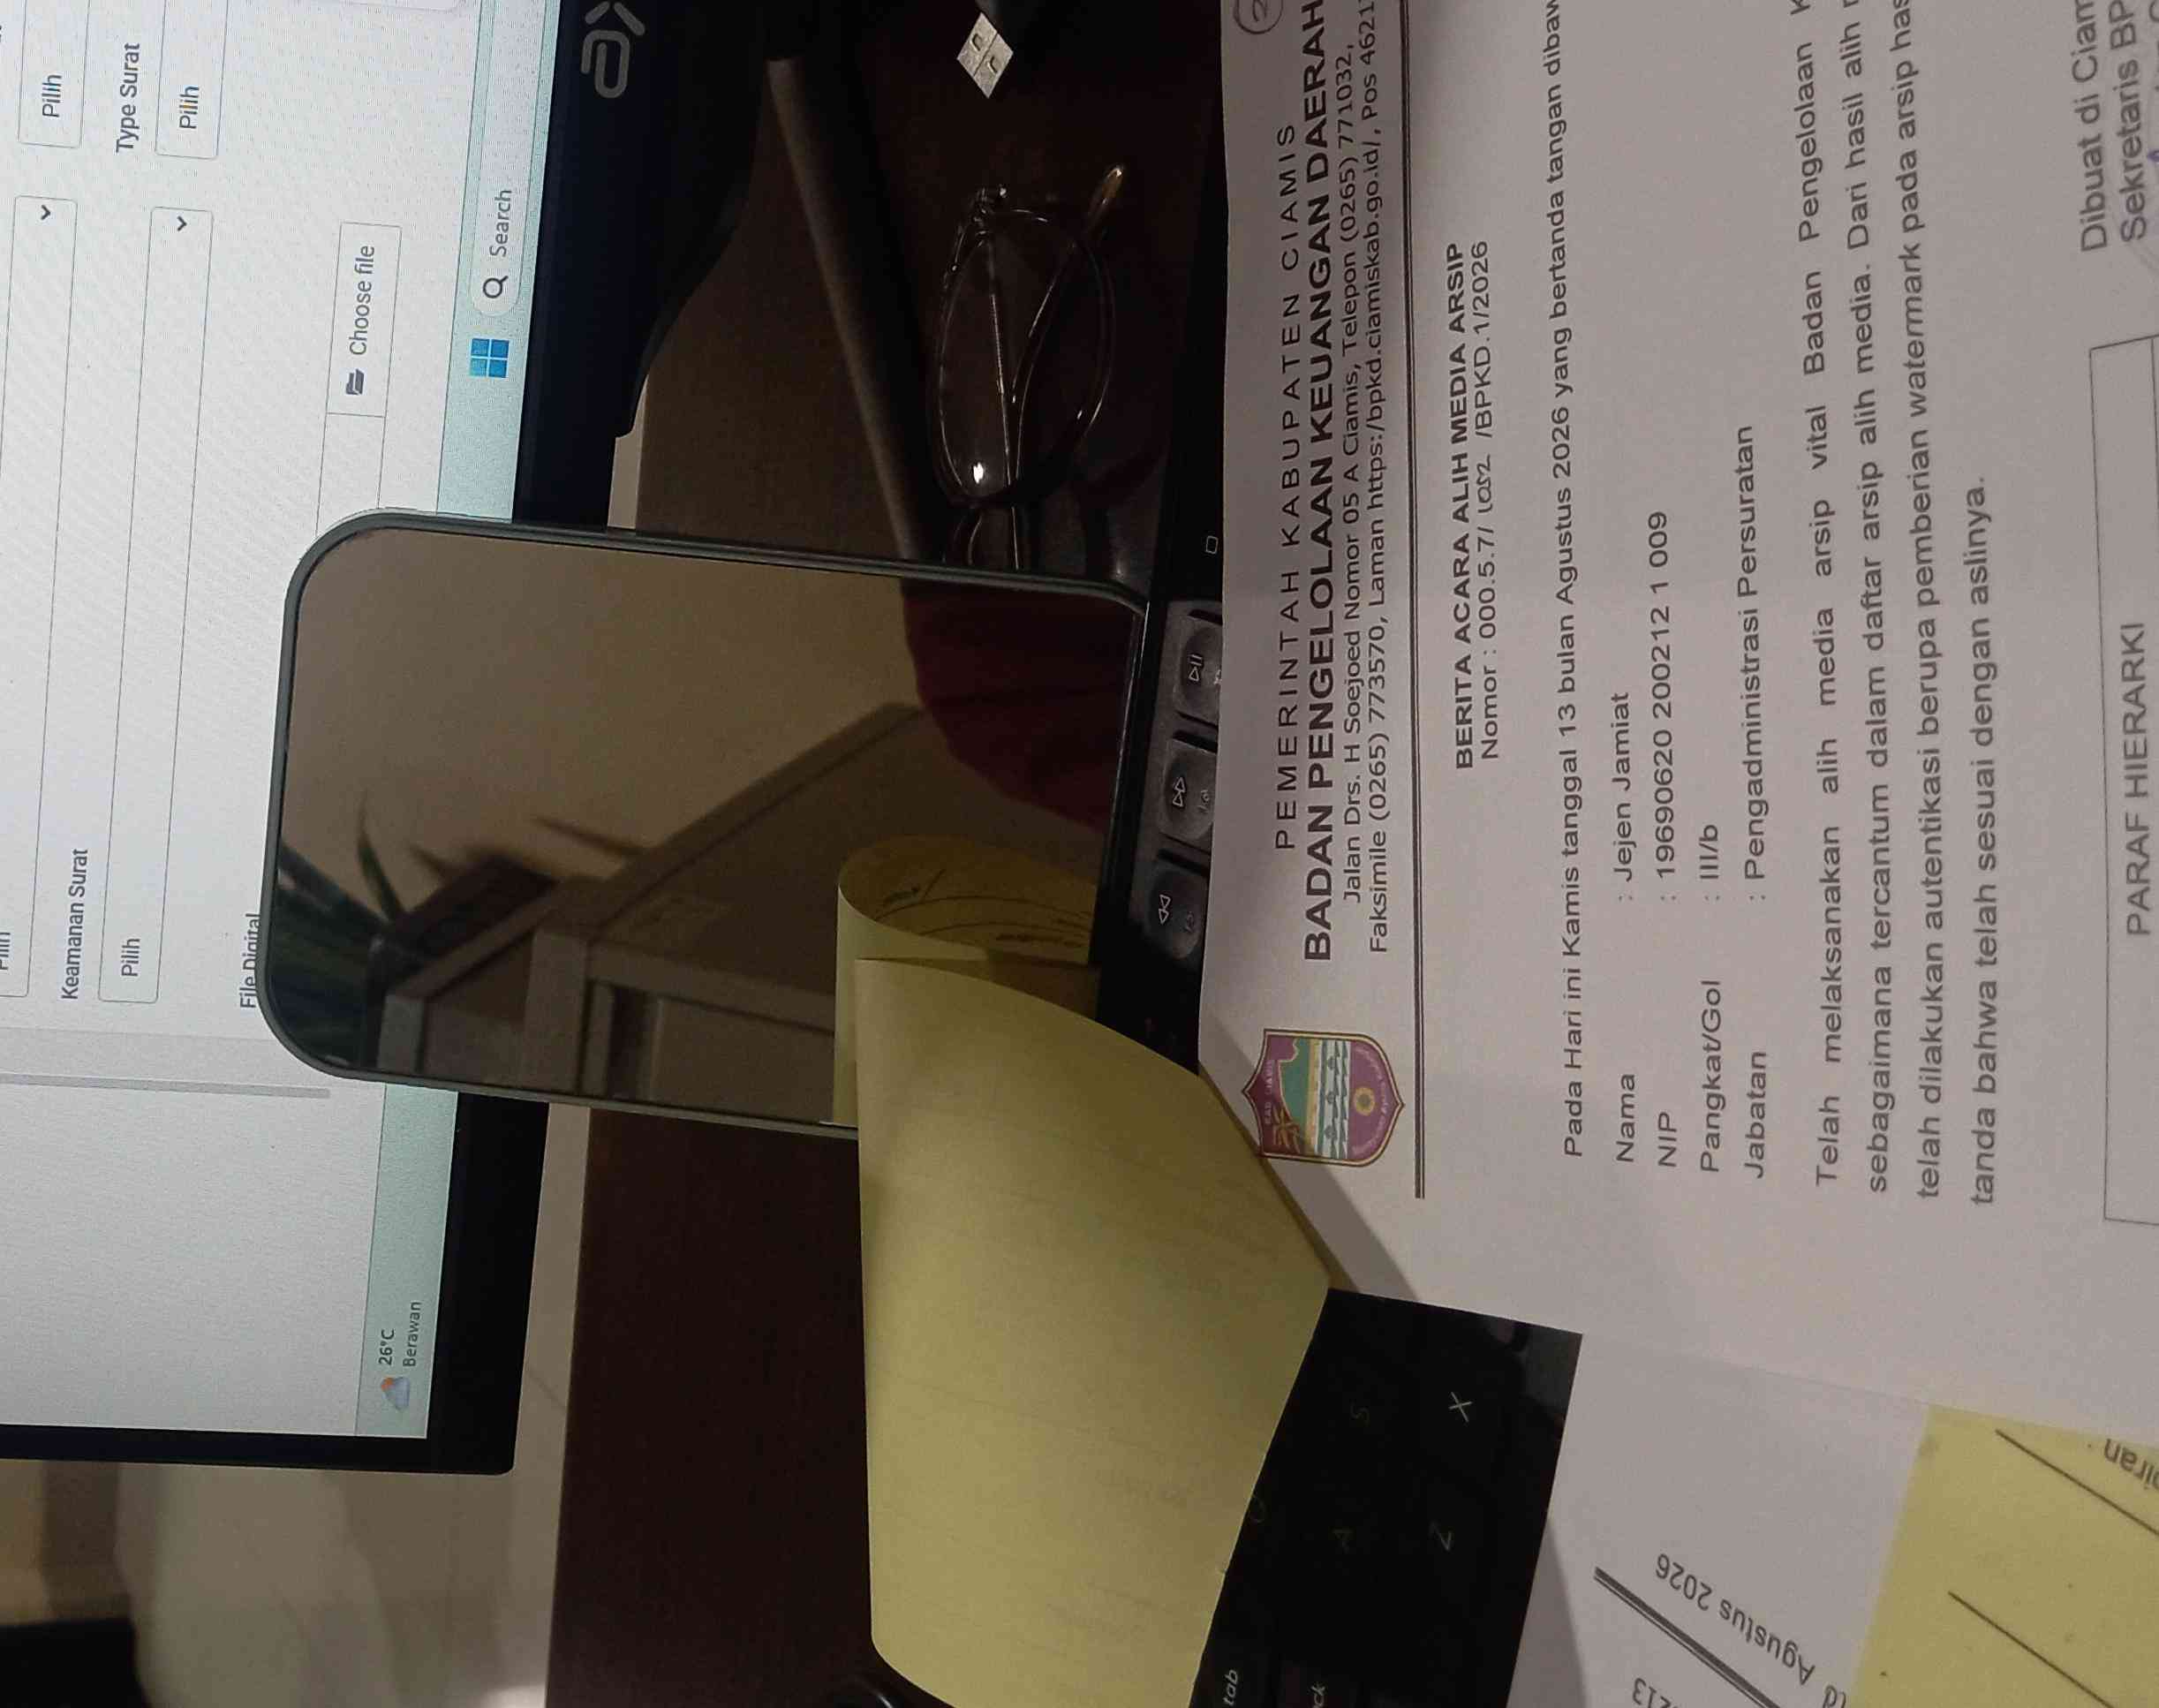 Pilih
Keamanan Surat
Type Surat
Pilih
Pilih
File Digital
Choose file
Search
26°C
Berawan
PEMERINTAH KABUPATEN CIAMIS
BADAN PENGELOLAAN KEUANGAN DAERAH
Jalan Drs. H Soejoed Nomor 05 A Ciamis, Telepon (0265) 771032,
Faksimile (0265) 773570, Laman https:/bpkd.ciamiskab.go.id/, Pos 4621
BERITA ACARA ALIH MEDIA ARSIP
Nomor : 000.5.7/ /BPKD.1/2026
Pada Hari ini Kamis tanggal 13 bulan Agustus 2026 yang bertanda tangan dibaw
Nama : Jejen Jamiat
NIP : 19690620 200212 1 009
Pangkat/Gol : III/b
Jabatan : Pengadministrasi Persuratan
Telah melaksanakan alih media arsip vital Badan Pengelolaan K
sebagaimana tercantum dalam daftar arsip alih media. Dari hasil alih
telah dilakukan autentikasi berupa pemberian watermark pada arsip has
tanda bahwa telah sesuai dengan aslinya.
Dibuat di Ciam
Sekretaris BP
PARAF HIERARKI
tab
S
A
Z
X
Agustus 2026
213
piran